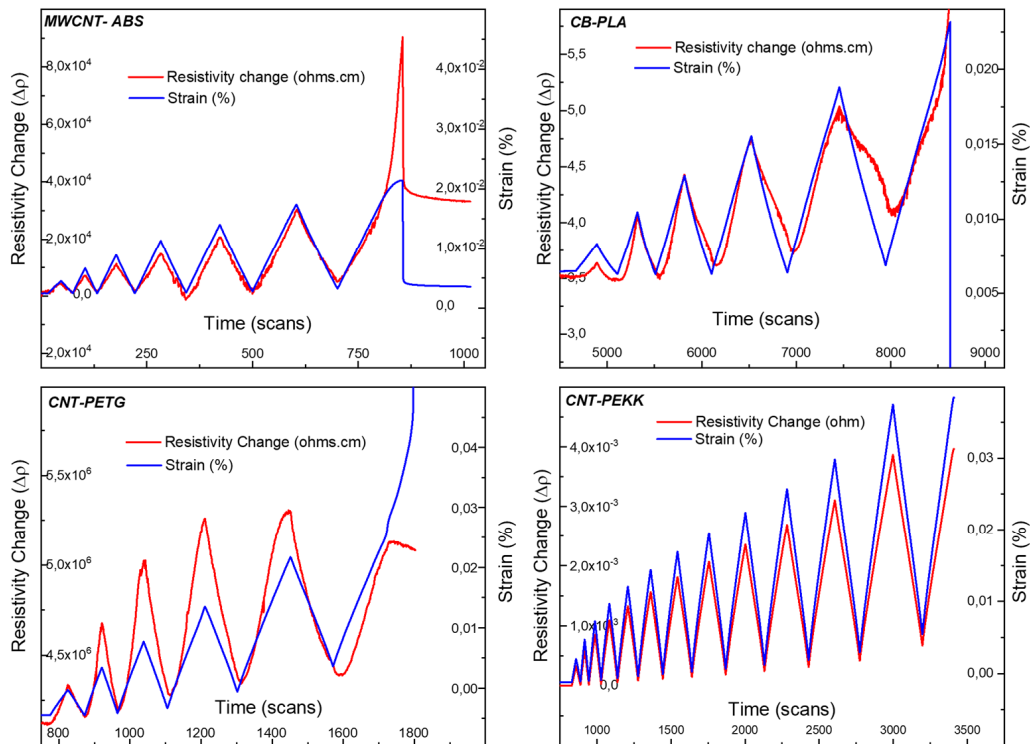 MWCNT- ABS
Resistivity change (ohms.cm)
Strain (%)
Resistivity Change (Δρ)
8,0x10⁴
6,0x10⁴
4,0x10⁴
2,0x10⁴
0,0
2,0x10⁴
4,0x10⁻²
3,0x10⁻²
2,0x10⁻²
1,0x10⁻²
0,0
Strain (%)
Time (scans)
250 500 750 1000
CB-PLA
Resistivity change (ohms.cm)
Strain (%)
Resistivity Change (Δρ)
5,5
5,0
4,5
4,0
3,5
3,0
0,020
0,015
0,010
0,005
Strain (%)
Time (scans)
5000 6000 7000 8000 9000
CNT-PETG
Resistivity Change (ohms.cm)
Strain (%)
Resistivity Change (Δρ)
6,5x10⁶
6,0x10⁶
5,0x10⁶
4,5x10⁶
0,04
0,03
0,02
0,01
0,00
Strain (%)
Time (scans)
800 1000 1200 1400 1600 1800
CNT-PEKK
Resistivity Change (ohm)
Strain (%)
Resistivity Change (Δρ)
4,0x10⁻³
3,0x10⁻³
2,0x10⁻³
1,0x10⁻³
0,0
0,03
0,02
0,01
0,00
Strain (%)
Time (scans)
1000 1500 2000 2500 3000 3500